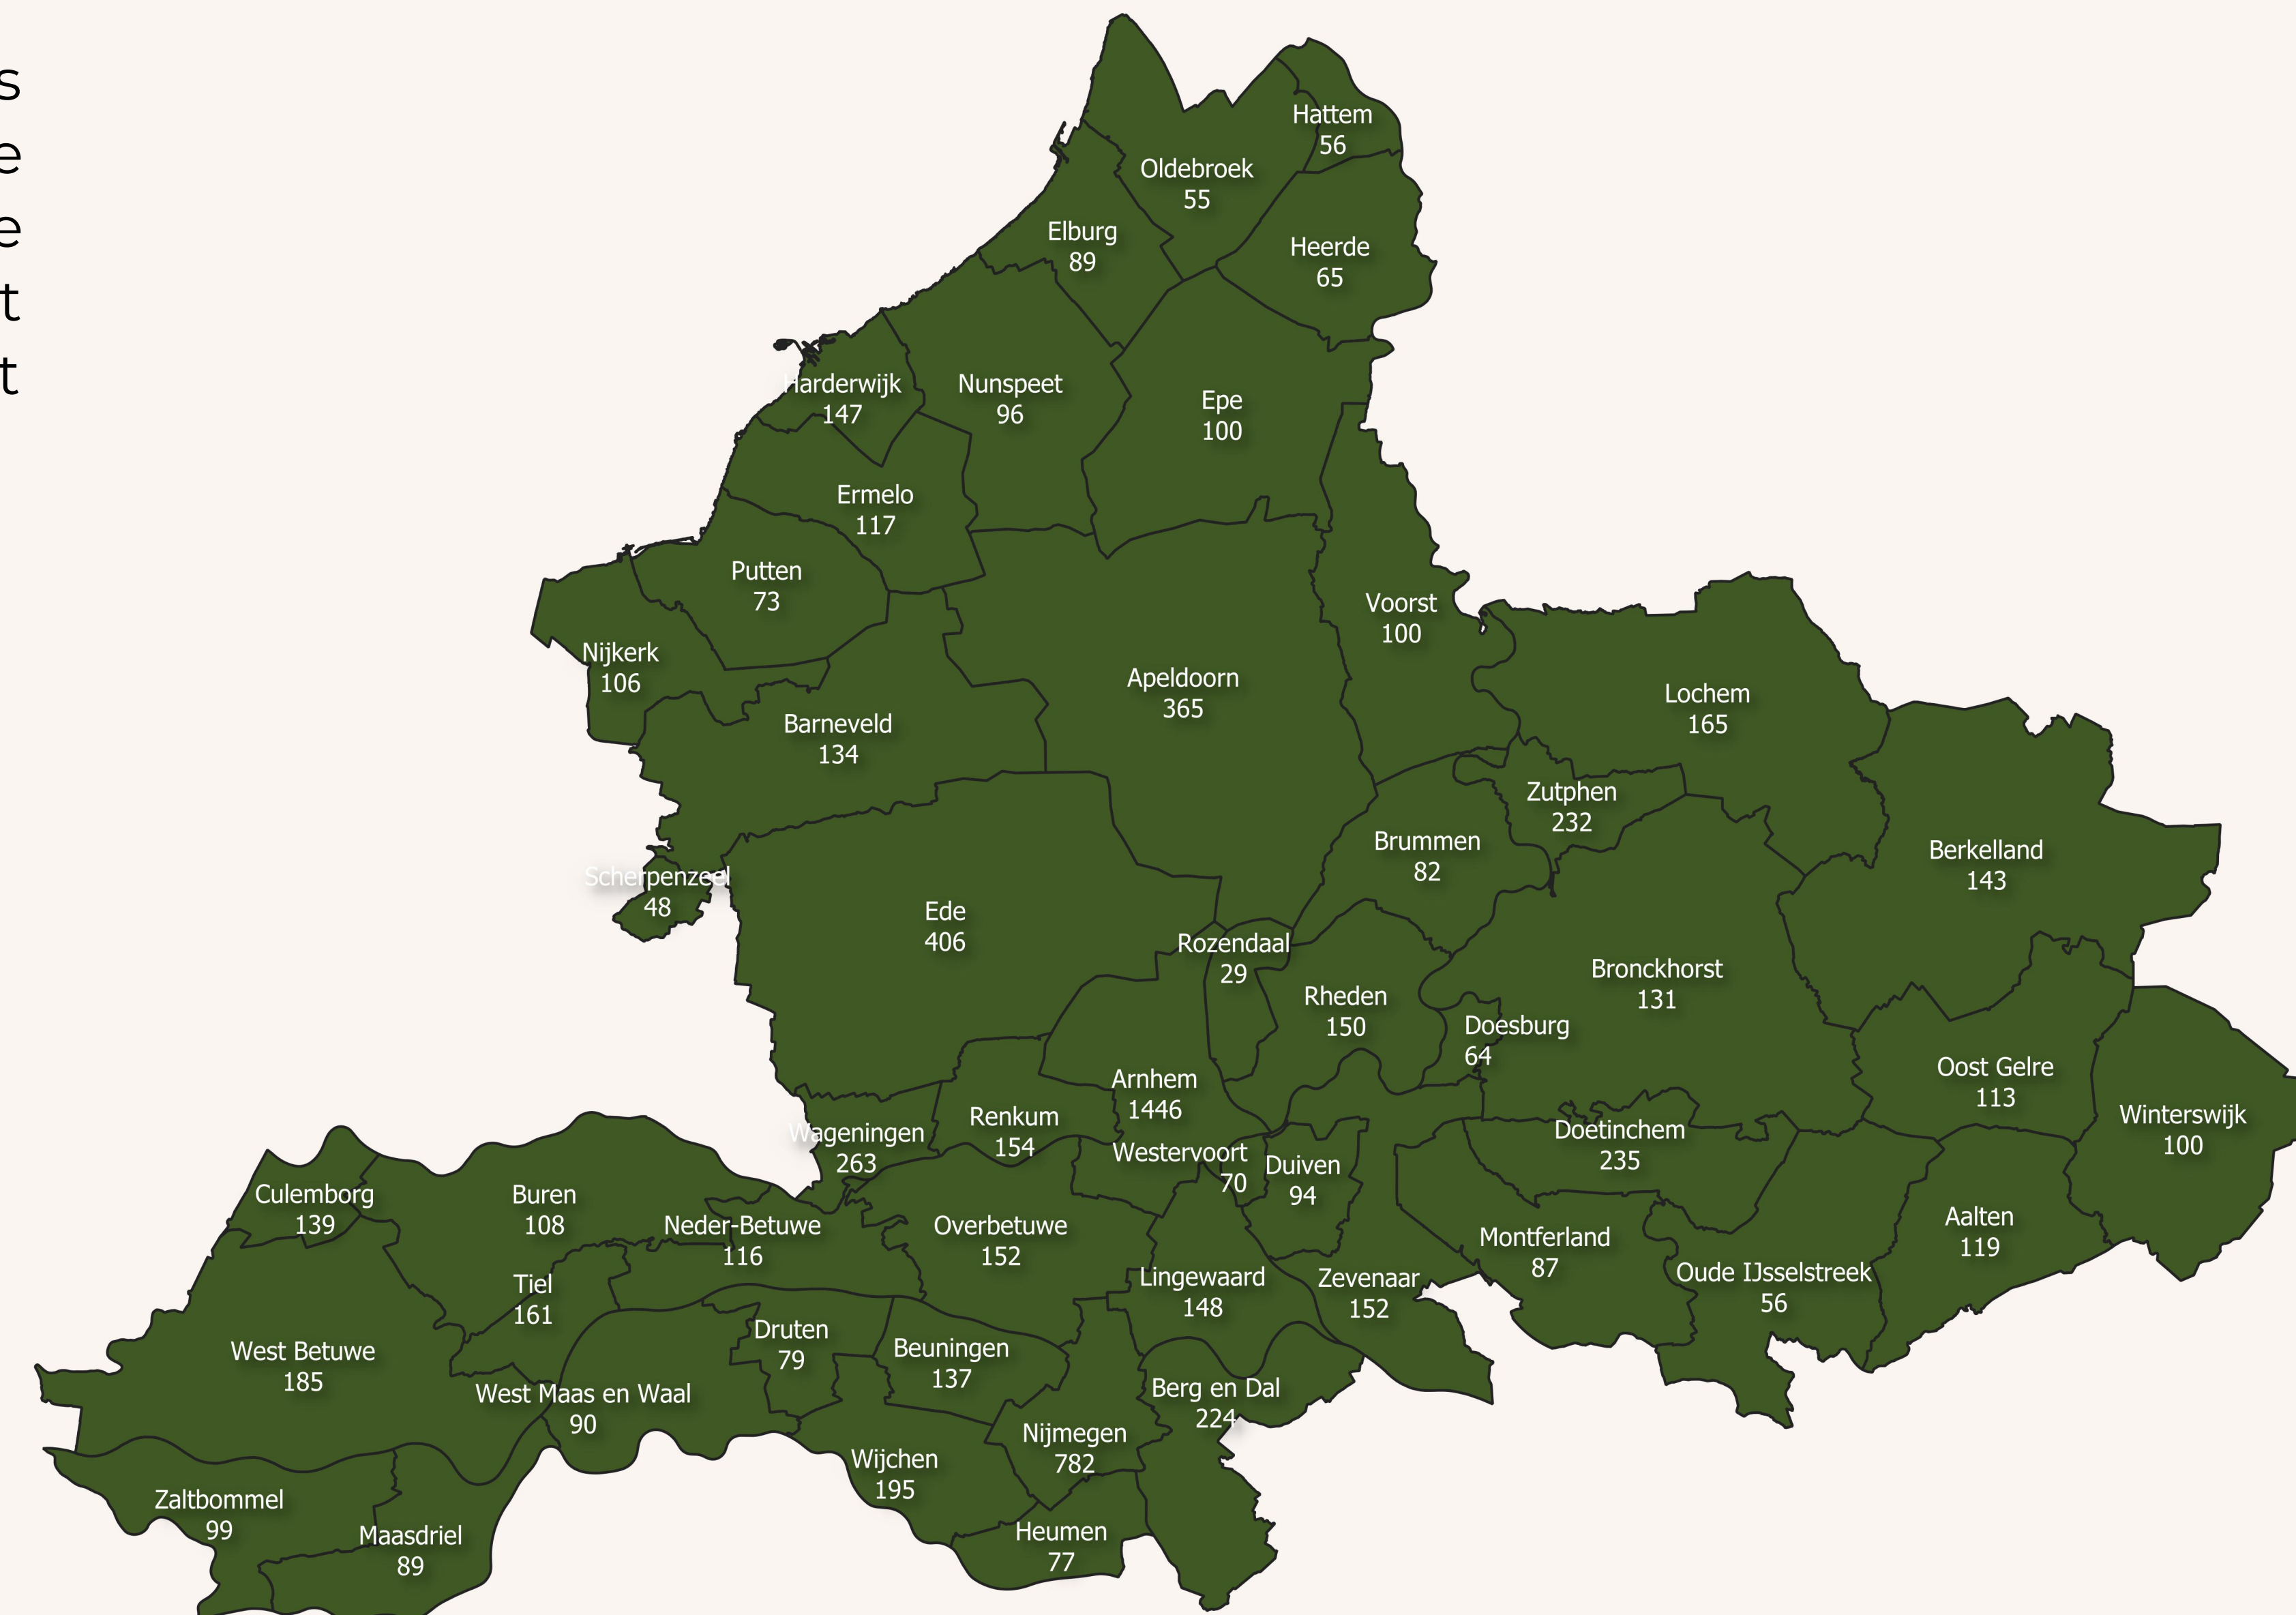 s
e
e
t
t
Hattem
56
Oldebroek
55
Elburg
89
Heerde
65
Harderwijk
147
Nunspeet
96
Epe
100
Ermelo
117
Putten
73
Voorst
100
Nijkerk
106
Apeldoorn
365
Lochem
165
Barneveld
134
Zutphen
232
Brummen
82
Berkelland
143
Scherpenzeel
48
Ede
406
Rozendaal
29
Bronckhorst
131
Rheden
150
Doesburg
64
Oost Gelre
113
Arnhem
1446
Renkum
154
Winterswijk
100
Wageningen
263
Doetinchem
235
Westervoort
70
Duiven
94
Culemborg
139
Buren
108
Neder-Betuwe
116
Overbetuwe
152
Aalten
119
Montferland
87
Tiel
161
Lingewaard
148
Zevenaar
152
Oude IJsselstreek
56
Druten
79
Beuningen
137
West Betuwe
185
West Maas en Waal
90
Berg en Dal
224
Nijmegen
782
Wijchen
195
Zaltbommel
99
Maasdriel
89
Heumen
77